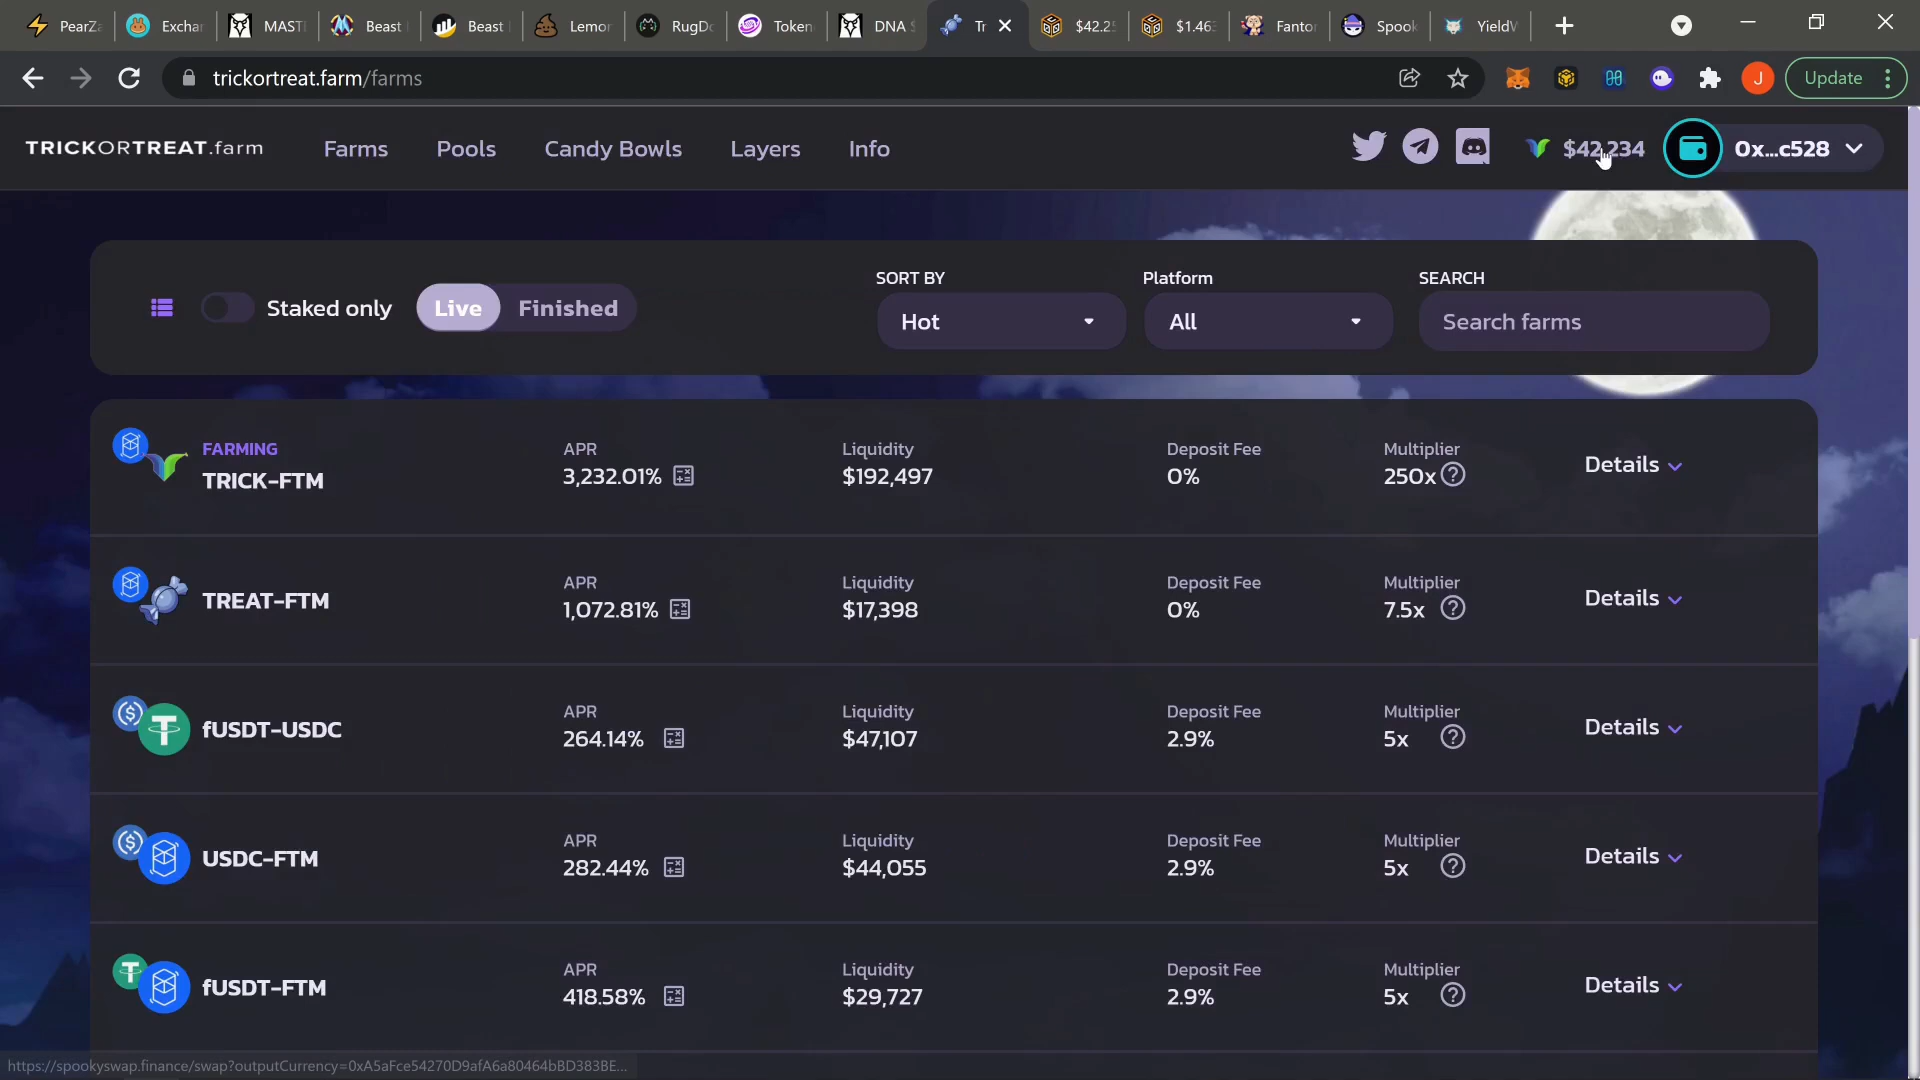 PearZa
Exchar
MASTI
Beast
Beast
Lemor
RugDo
Token
DNA
Tr
$42.2
$1.46
Fantor
Spook
YieldW
trickortreat.farm/farms
J
Update
TRICKORTREAT.farm
Farms
Pools
Candy Bowls
Layers
Info
$42,234
0x...c528
SORT BY
Platform
SEARCH
Staked only
Live
Finished
Hot
All
Search farms
FARMING
TRICK-FTM
APR
3,232.01%
Liquidity
$192,497
Deposit Fee
0%
Multiplier
250x
Details
TREAT-FTM
APR
1,072.81%
Liquidity
$17,398
Deposit Fee
0%
Multiplier
7.5x
Details
fUSDT-USDC
APR
264.14%
Liquidity
$47,107
Deposit Fee
2.9%
Multiplier
5x
Details
USDC-FTM
APR
282.44%
Liquidity
$44,055
Deposit Fee
2.9%
Multiplier
5x
Details
fUSDT-FTM
APR
418.58%
Liquidity
$29,727
Deposit Fee
2.9%
Multiplier
5x
Details
https://spookyswap.finance/swap?outputCurrency=0xA5aFce54270D9afA6a80464bBD383BE...